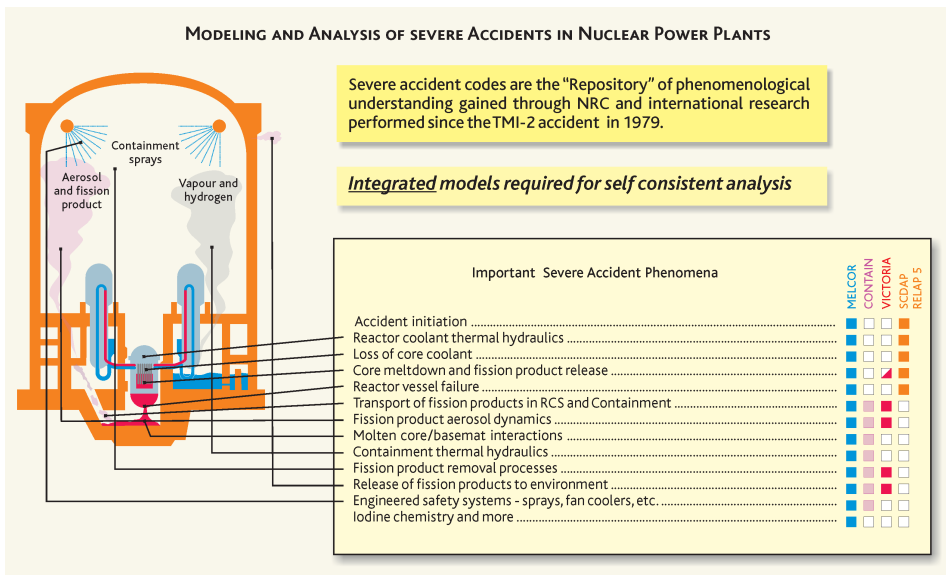 MODELING AND ANALYSIS OF SEVERE ACCIDENTS IN NUCLEAR POWER PLANTS
Severe accident codes are the “Repository” of phenomenological
understanding gained through NRC and international research
performed since the TMI-2 accident in 1979.
Integrated models required for self consistent analysis
Containment
sprays
Aerosol
and fission
product
Vapour and
hydrogen
Important Severe Accident Phenomena
MELCOR
CONTAIN
VICTORIA
SCDAP
RELAP 5
Accident initiation
Reactor coolant thermal hydraulics
Loss of core coolant
Core meltdown and fission product release
Reactor vessel failure
Transport of fission products in RCS and Containment
Fission product aerosol dynamics
Molten core/basemat interactions
Containment thermal hydraulics
Fission product removal processes
Release of fission products to environment
Engineered safety systems - sprays, fan coolers, etc.
Iodine chemistry and more